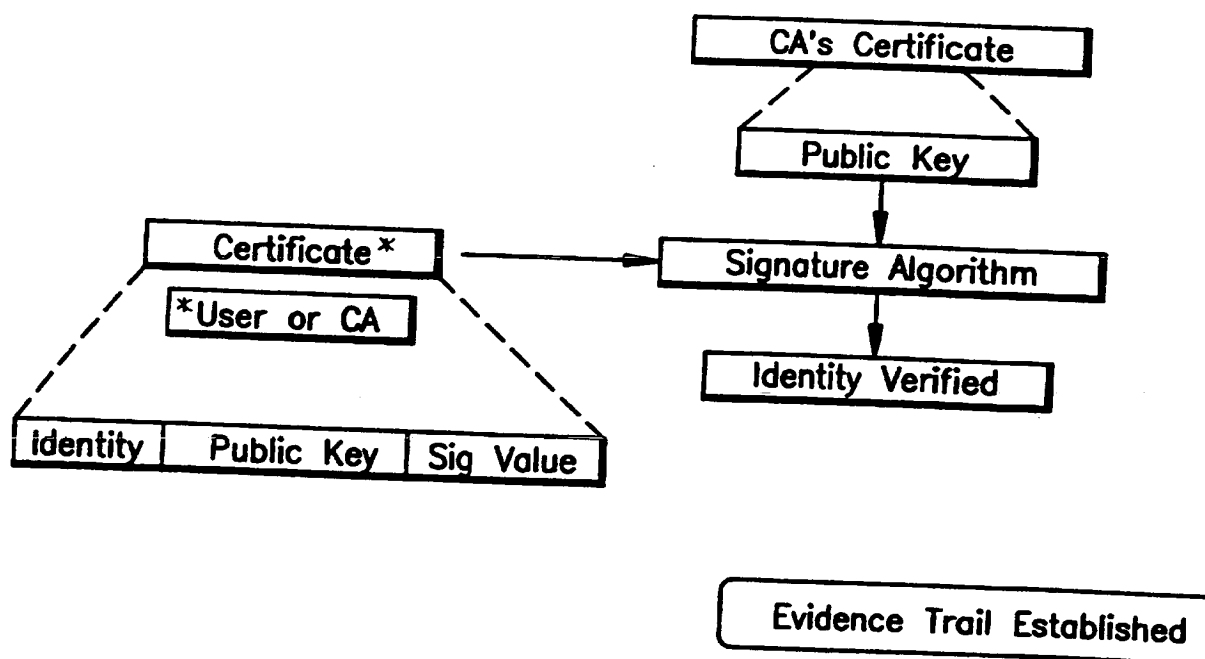 CA's Certificate
Public Key
Certificate*
Signature Algorithm
*User or CA
Identity Verified
identity Public Key Sig Value
Evidence Trail Established